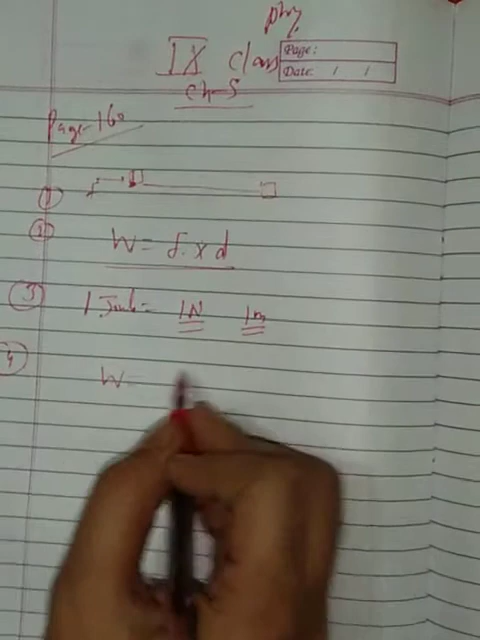 Phy.
IX Class
Page:
Date: / /
Ch-5
Page-160
①
② W = F. x d
③ 1 Joule = 1N 1m
④ W =